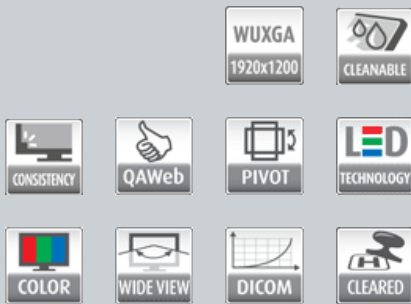 WUXGA
1920x1200
CLEANABLE
CONSISTENCY
QAWeb
PIVOT
LED
TECHNOLOGY
COLOR
WIDE VIEW
DICOM
H
CLEARED